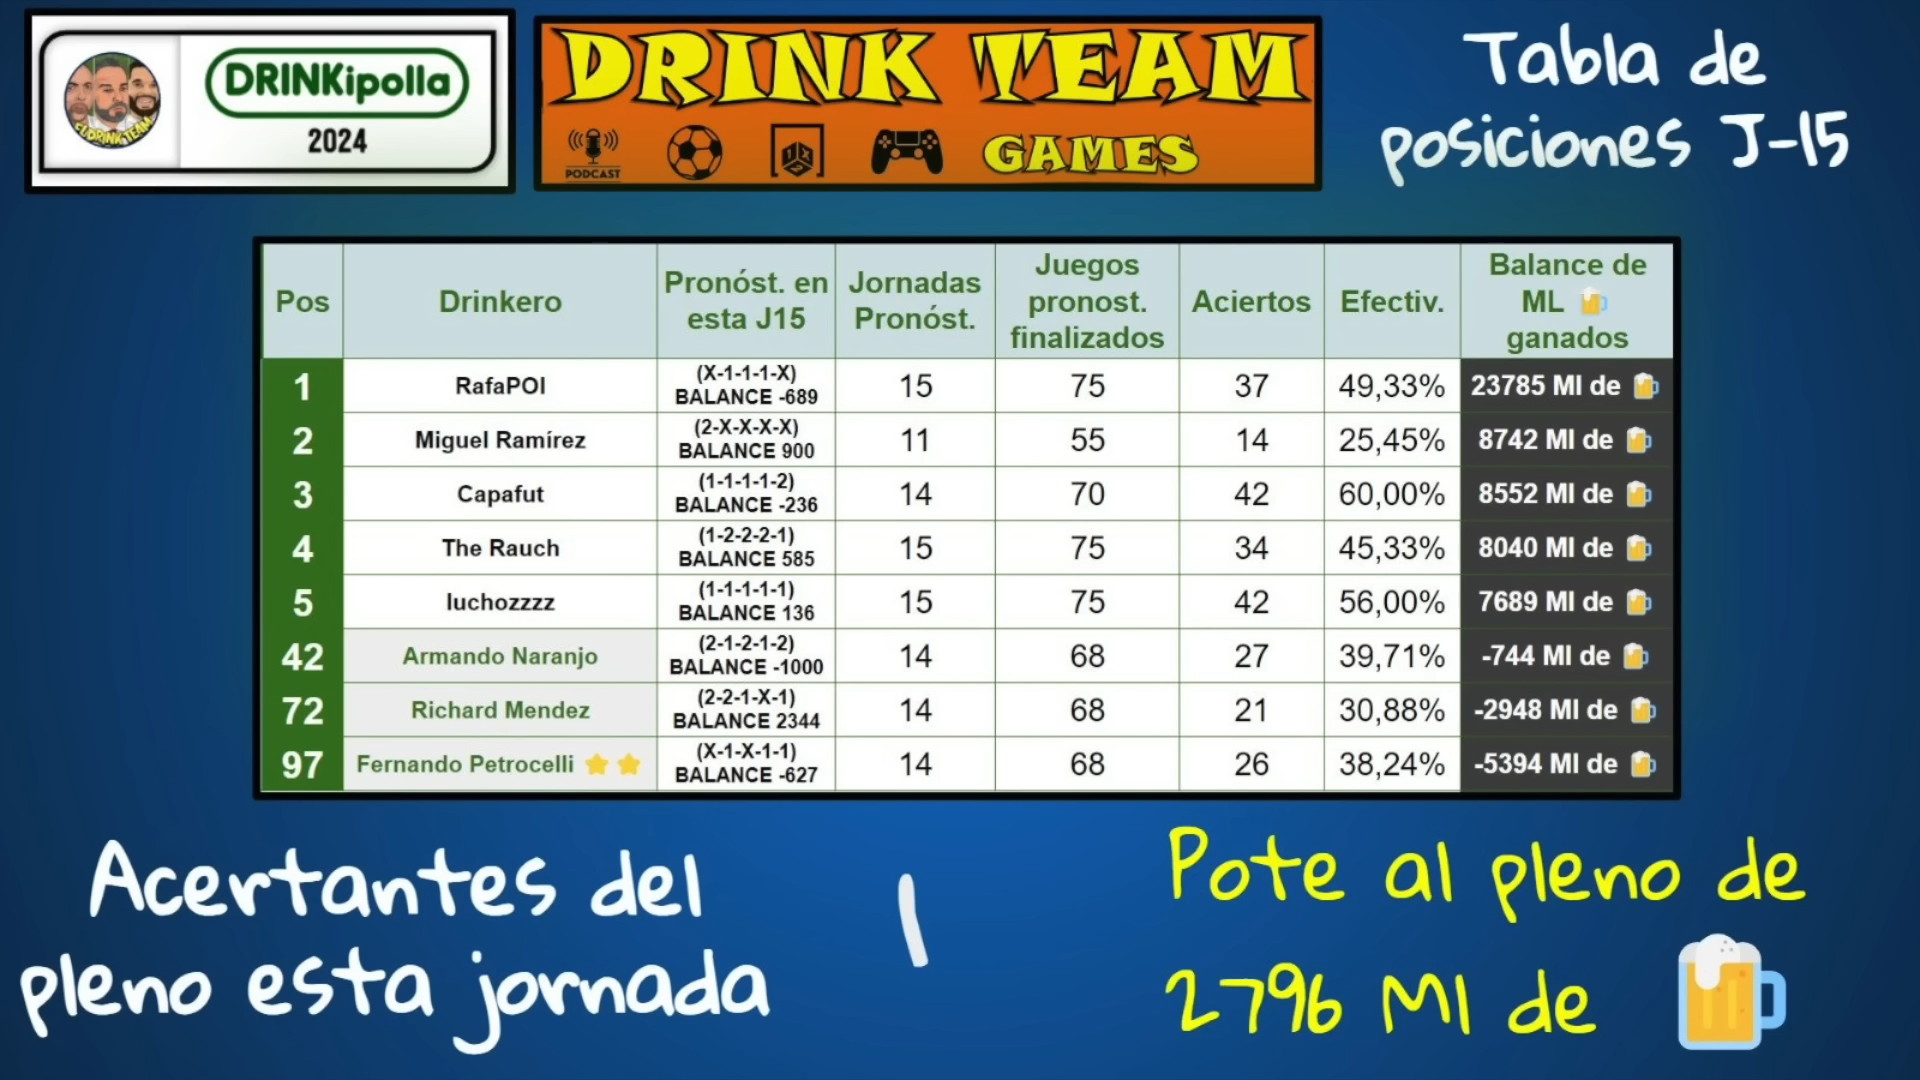 EL DRINK TEAM
DRINKipolla
2024
DRINK TEAM
PODCAST
GAMES
Tabla de
posiciones J-15
Pos
Drinkero
Pronóst. en
esta J15
Jornadas
Pronóst.
Juegos
pronost.
finalizados
Aciertos
Efectiv.
Balance de
ML 🍺
ganados
1 RafaPOI (X-1-1-1-X) 15 75 37 49,33% 23785 Ml de 🍺
BALANCE -689
2 Miguel Ramírez (2-X-X-X-X) 11 55 14 25,45% 8742 Ml de 🍺
BALANCE 900
3 Capafut (1-1-1-1-2) 14 70 42 60,00% 8552 Ml de 🍺
BALANCE -236
4 The Rauch (1-2-2-2-1) 15 75 34 45,33% 8040 Ml de 🍺
BALANCE 585
5 luchozzzz (1-1-1-1-1) 15 75 42 56,00% 7689 Ml de 🍺
BALANCE 136
42 Armando Naranjo (2-1-2-1-2) 14 68 27 39,71% -744 Ml de 🍺
BALANCE -1000
72 Richard Mendez (2-2-1-X-1) 14 68 21 30,88% -2948 Ml de 🍺
BALANCE 2344
97 Fernando Petrocelli ⭐ ⭐ (X-1-X-1-1) 14 68 26 38,24% -5394 Ml de 🍺
BALANCE -627
Acertantes del
pleno esta jornada
1
Pote al pleno de
2796 Ml de 🍺